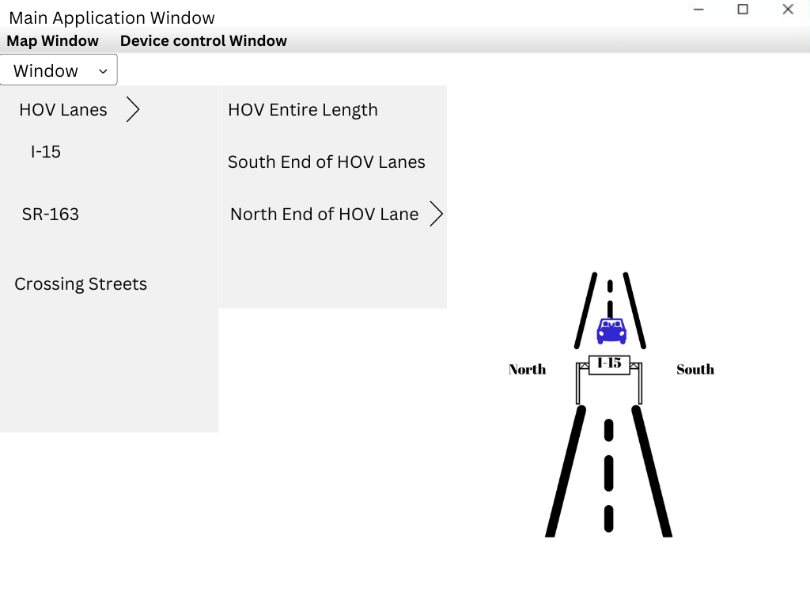 Main Application Window
Map Window Device control Window
Window
HOV Lanes
I-15
SR-163
Crossing Streets
HOV Entire Length
South End of HOV Lanes
North End of HOV Lane
North
I-15
South